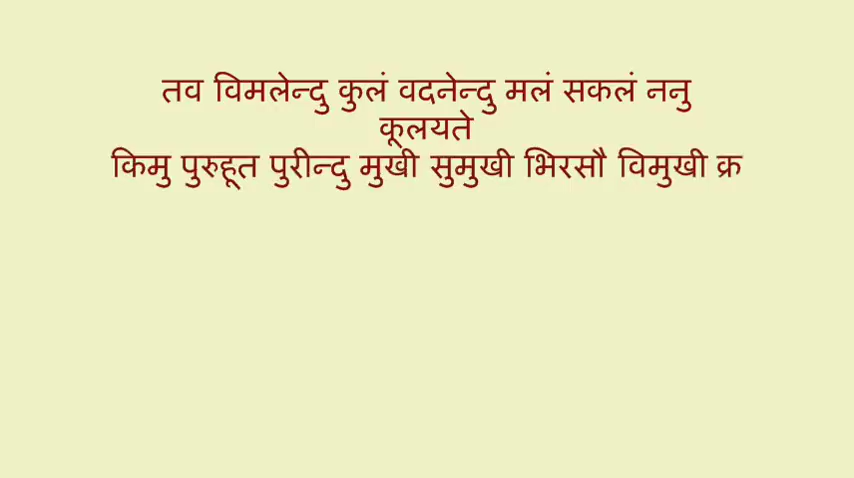 तव विमलेन्दु कुलं वदनेन्दु मलं सकलं ननु
कूलयते
किमु पुरुहूत पुरीन्दु मुखी सुमुखी भिरसौ विमुखी क्र